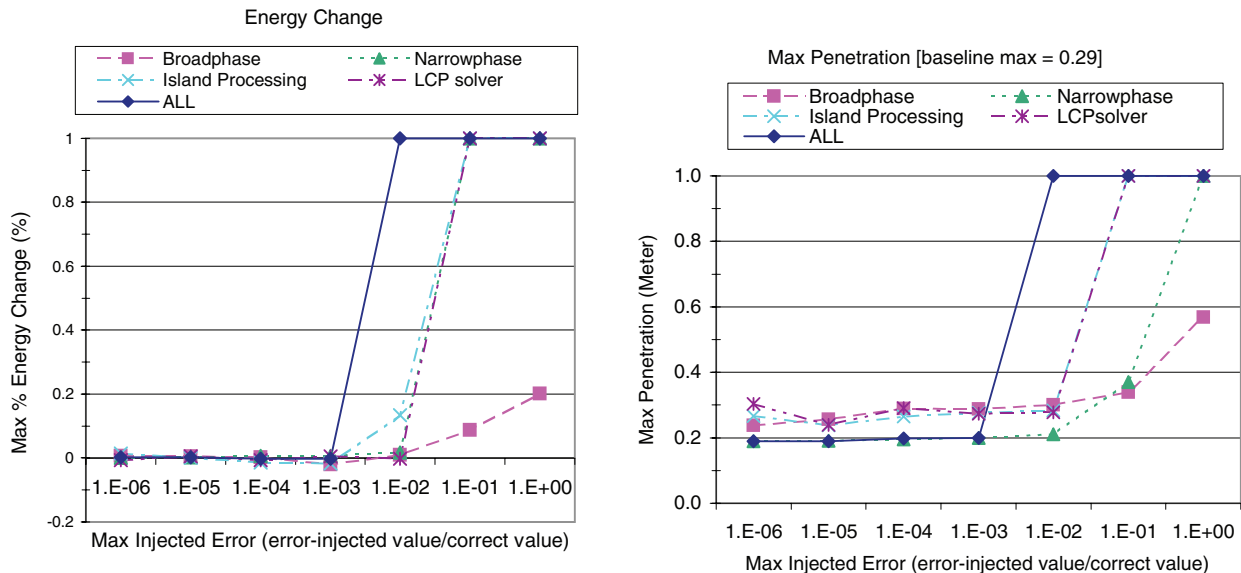 Energy Change
Broadphase
Narrowphase
Island Processing
LCP solver
ALL
Max % Energy Change (%)
1
0.8
0.6
0.4
0.2
0
-0.2
1.E-06 1.E-05 1.E-04 1.E-03 1.E-02 1.E-01 1.E+00
Max Injected Error (error-injected value/correct value)
Max Penetration [baseline max = 0.29]
Broadphase
Narrowphase
Island Processing
LCPsolver
ALL
Max Penetration (Meter)
1.0
0.8
0.6
0.4
0.2
0.0
1.E-06 1.E-05 1.E-04 1.E-03 1.E-02 1.E-01 1.E+00
Max Injected Error (error-injected value/correct value)